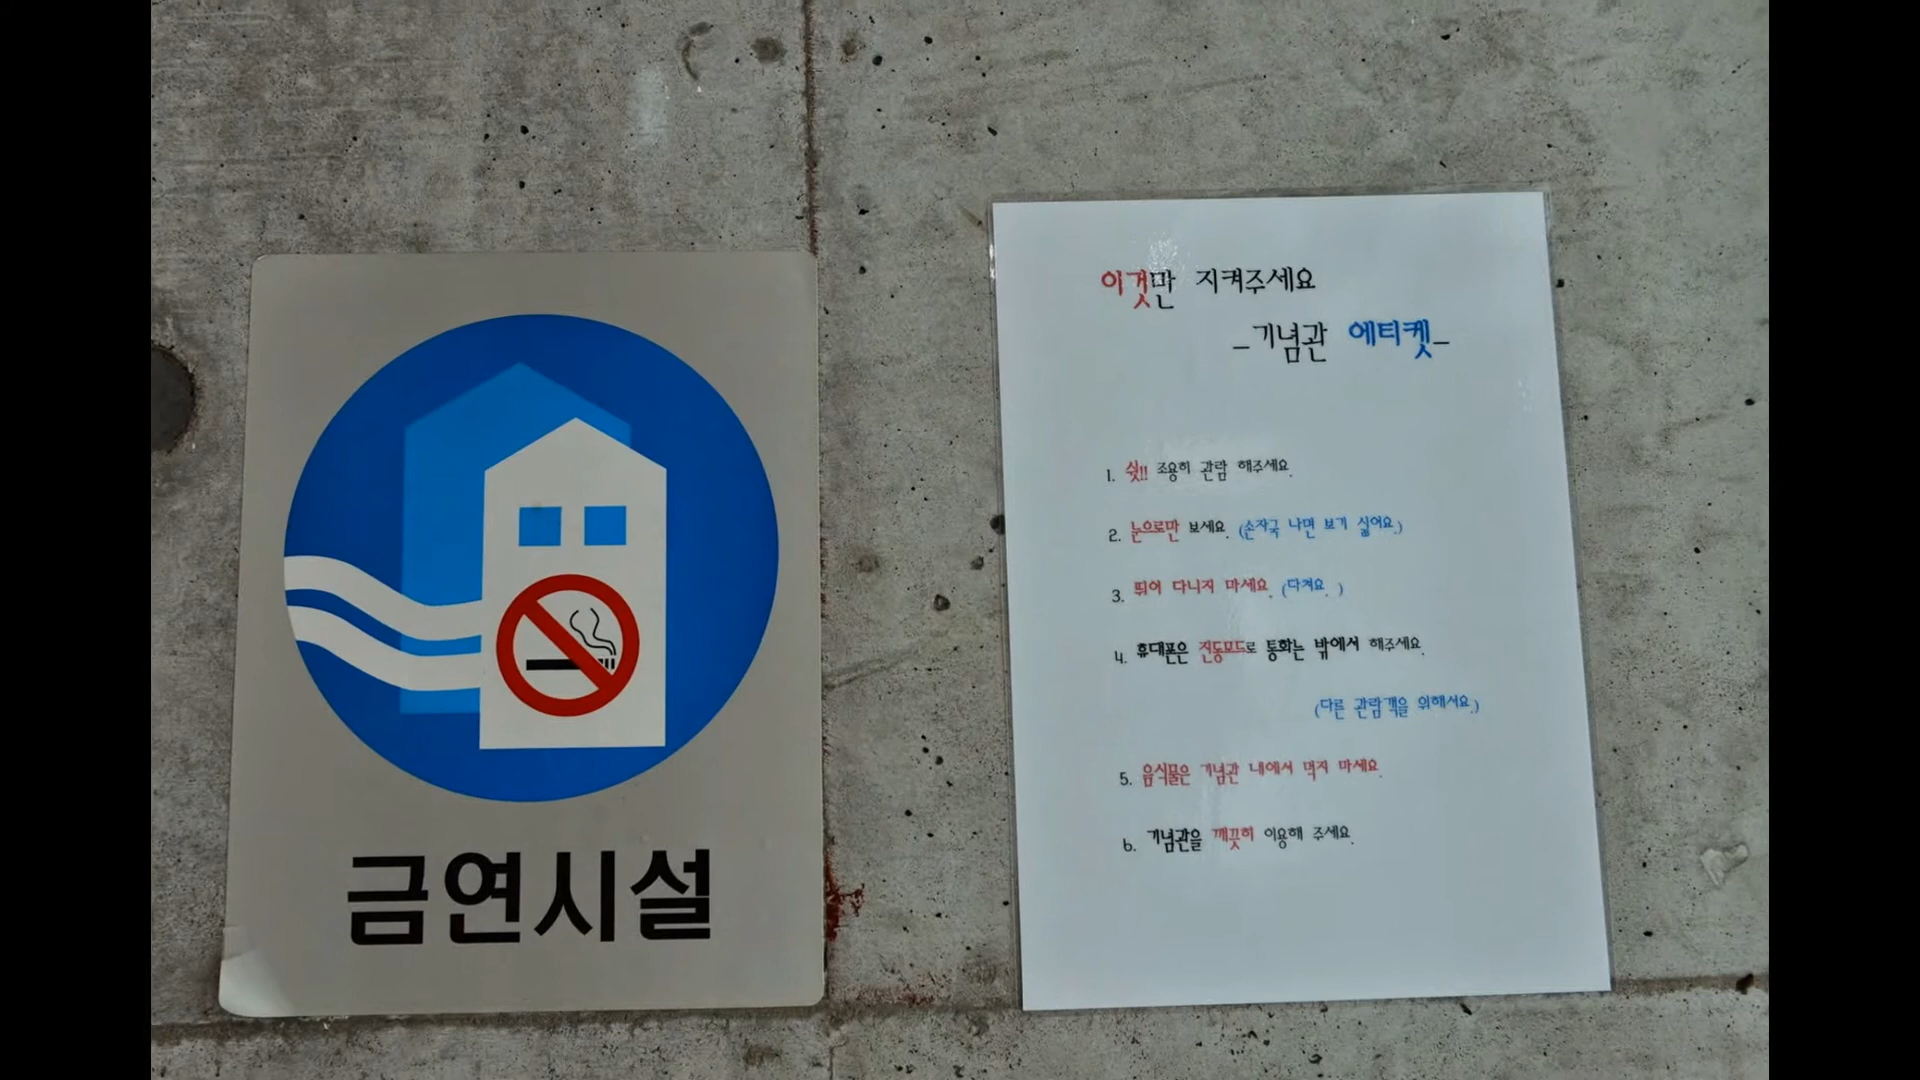 금연시설
이것만 지켜주세요
-기념관 에티켓-
1. 쉿!! 조용히 관람 해주세요.
2. 눈으로만 보세요. (손자국 나면 보기 싫어요.)
3. 뛰어 다니지 마세요. (다쳐요. )
4. 휴대폰은 진동모드로 통화는 밖에서 해주세요.
(다른 관람객을 위해서요.)
5. 음식물은 기념관 내에서 먹지 마세요.
6. 기념관을 깨끗히 이용해 주세요.